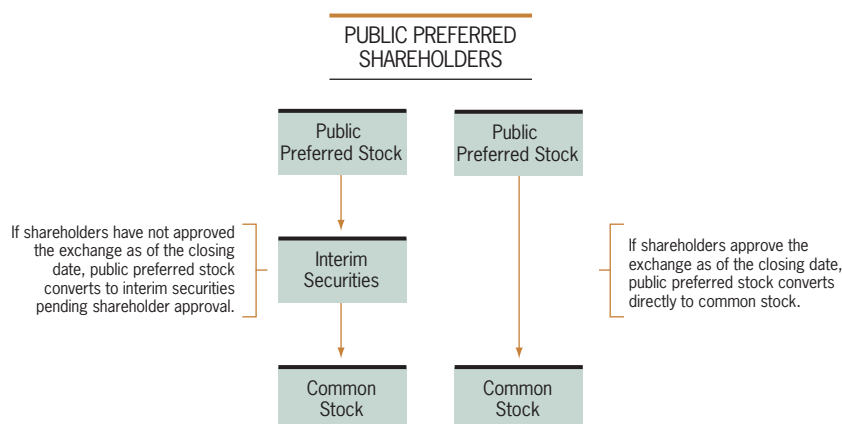 PUBLIC PREFERRED
SHAREHOLDERS
Public
Preferred Stock
Public
Preferred Stock
If shareholders have not approved
the exchange as of the closing
date, public preferred stock
converts to interim securities
pending shareholder approval.
Interim
Securities
If shareholders approve the
exchange as of the closing date,
public preferred stock converts
directly to common stock.
Common
Stock
Common
Stock